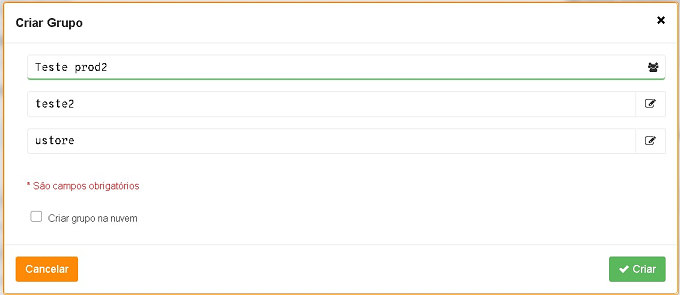 Criar Grupo
Teste prod2
teste2
ustore
* São campos obrigatórios
Criar grupo na nuvem
Cancelar
Criar